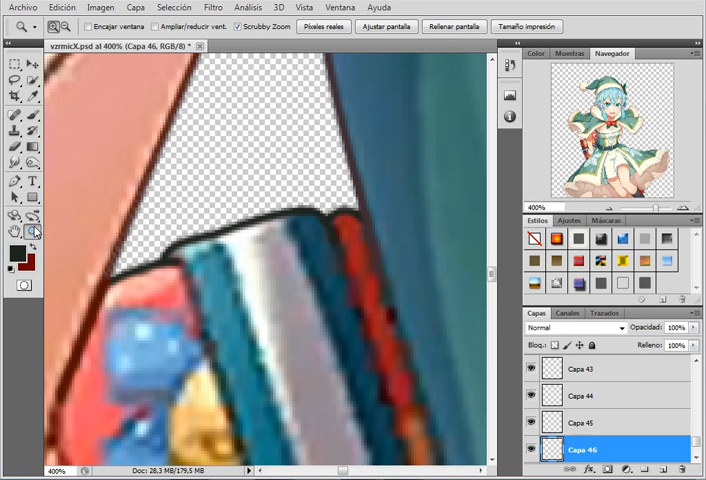 Archivo Edición Imagen Capa Selección Filtro Análisis 3D Vista Ventana Ayuda
Encajar ventana Ampliar/reducir vent. Scrubby Zoom Píxeles reales Ajustar pantalla Rellenar pantalla Tamaño impresión
vzrmicX.psd al 400% (Capa 46, RGB/8) *
Color Muestras Navegador
400%
Estilos Ajustes Máscaras
Capas Canales Trazados
Normal Opacidad: 100%
Bloq.: Relleno: 100%
Capa 43
Capa 44
Capa 45
Capa 46
400% Doc: 28,3 MB/179,5 MB